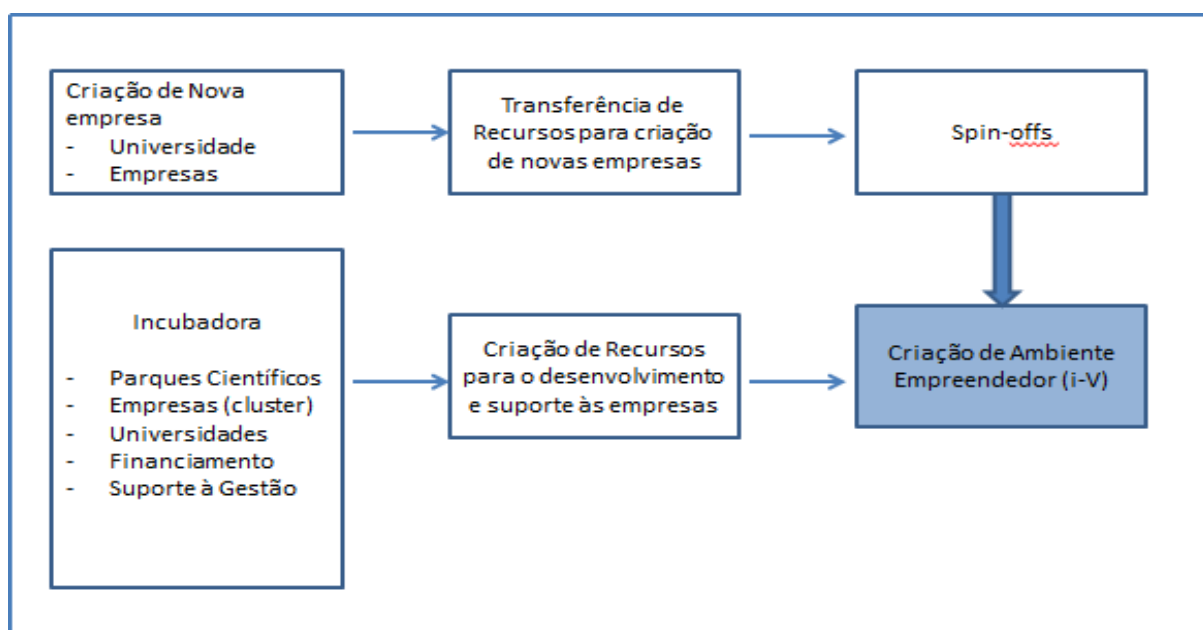 Criação de Nova
empresa
- Universidade
- Empresas
Transferência de
Recursos para criação
de novas empresas
Spin-offs
Incubadora
- Parques Científicos
- Empresas (cluster)
- Universidades
- Financiamento
- Suporte à Gestão
Criação de Recursos
para o desenvolvimento
e suporte às empresas
Criação de Ambiente
Empreendedor (i-V)